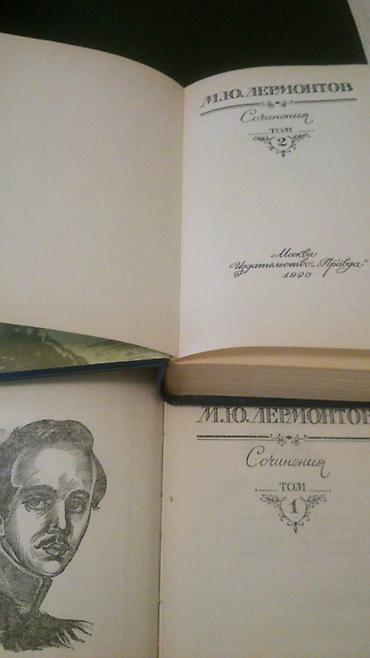 М.Ю. ЛЕРМОНТОВ
Сочинения
ТОМ
2
Москва
Издательство „Правда"
1990
М.Ю. ЛЕРМОНТОВ
Сочинения
ТОМ
1